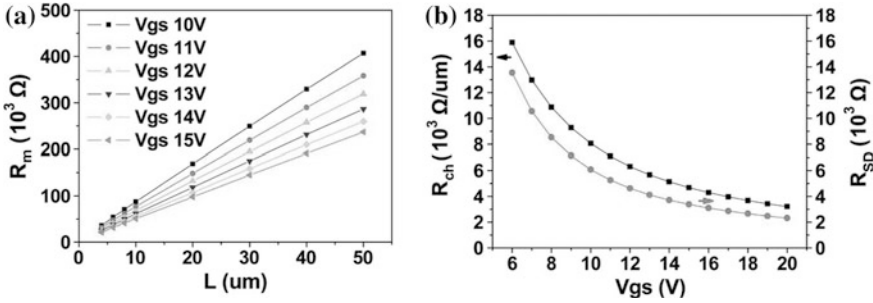 (a)
500
400
300
200
100
0
R_m (10³ Ω)
Vgs 10V
Vgs 11V
Vgs 12V
Vgs 13V
Vgs 14V
Vgs 15V
0 10 20 30 40 50
L (um)
(b)
18
16
14
12
10
8
6
4
2
0
R_ch (10³ Ω/um)
18
16
14
12
10
8
6
4
2
0
R_SD (10³ Ω)
6 8 10 12 14 16 18 20
Vgs (V)